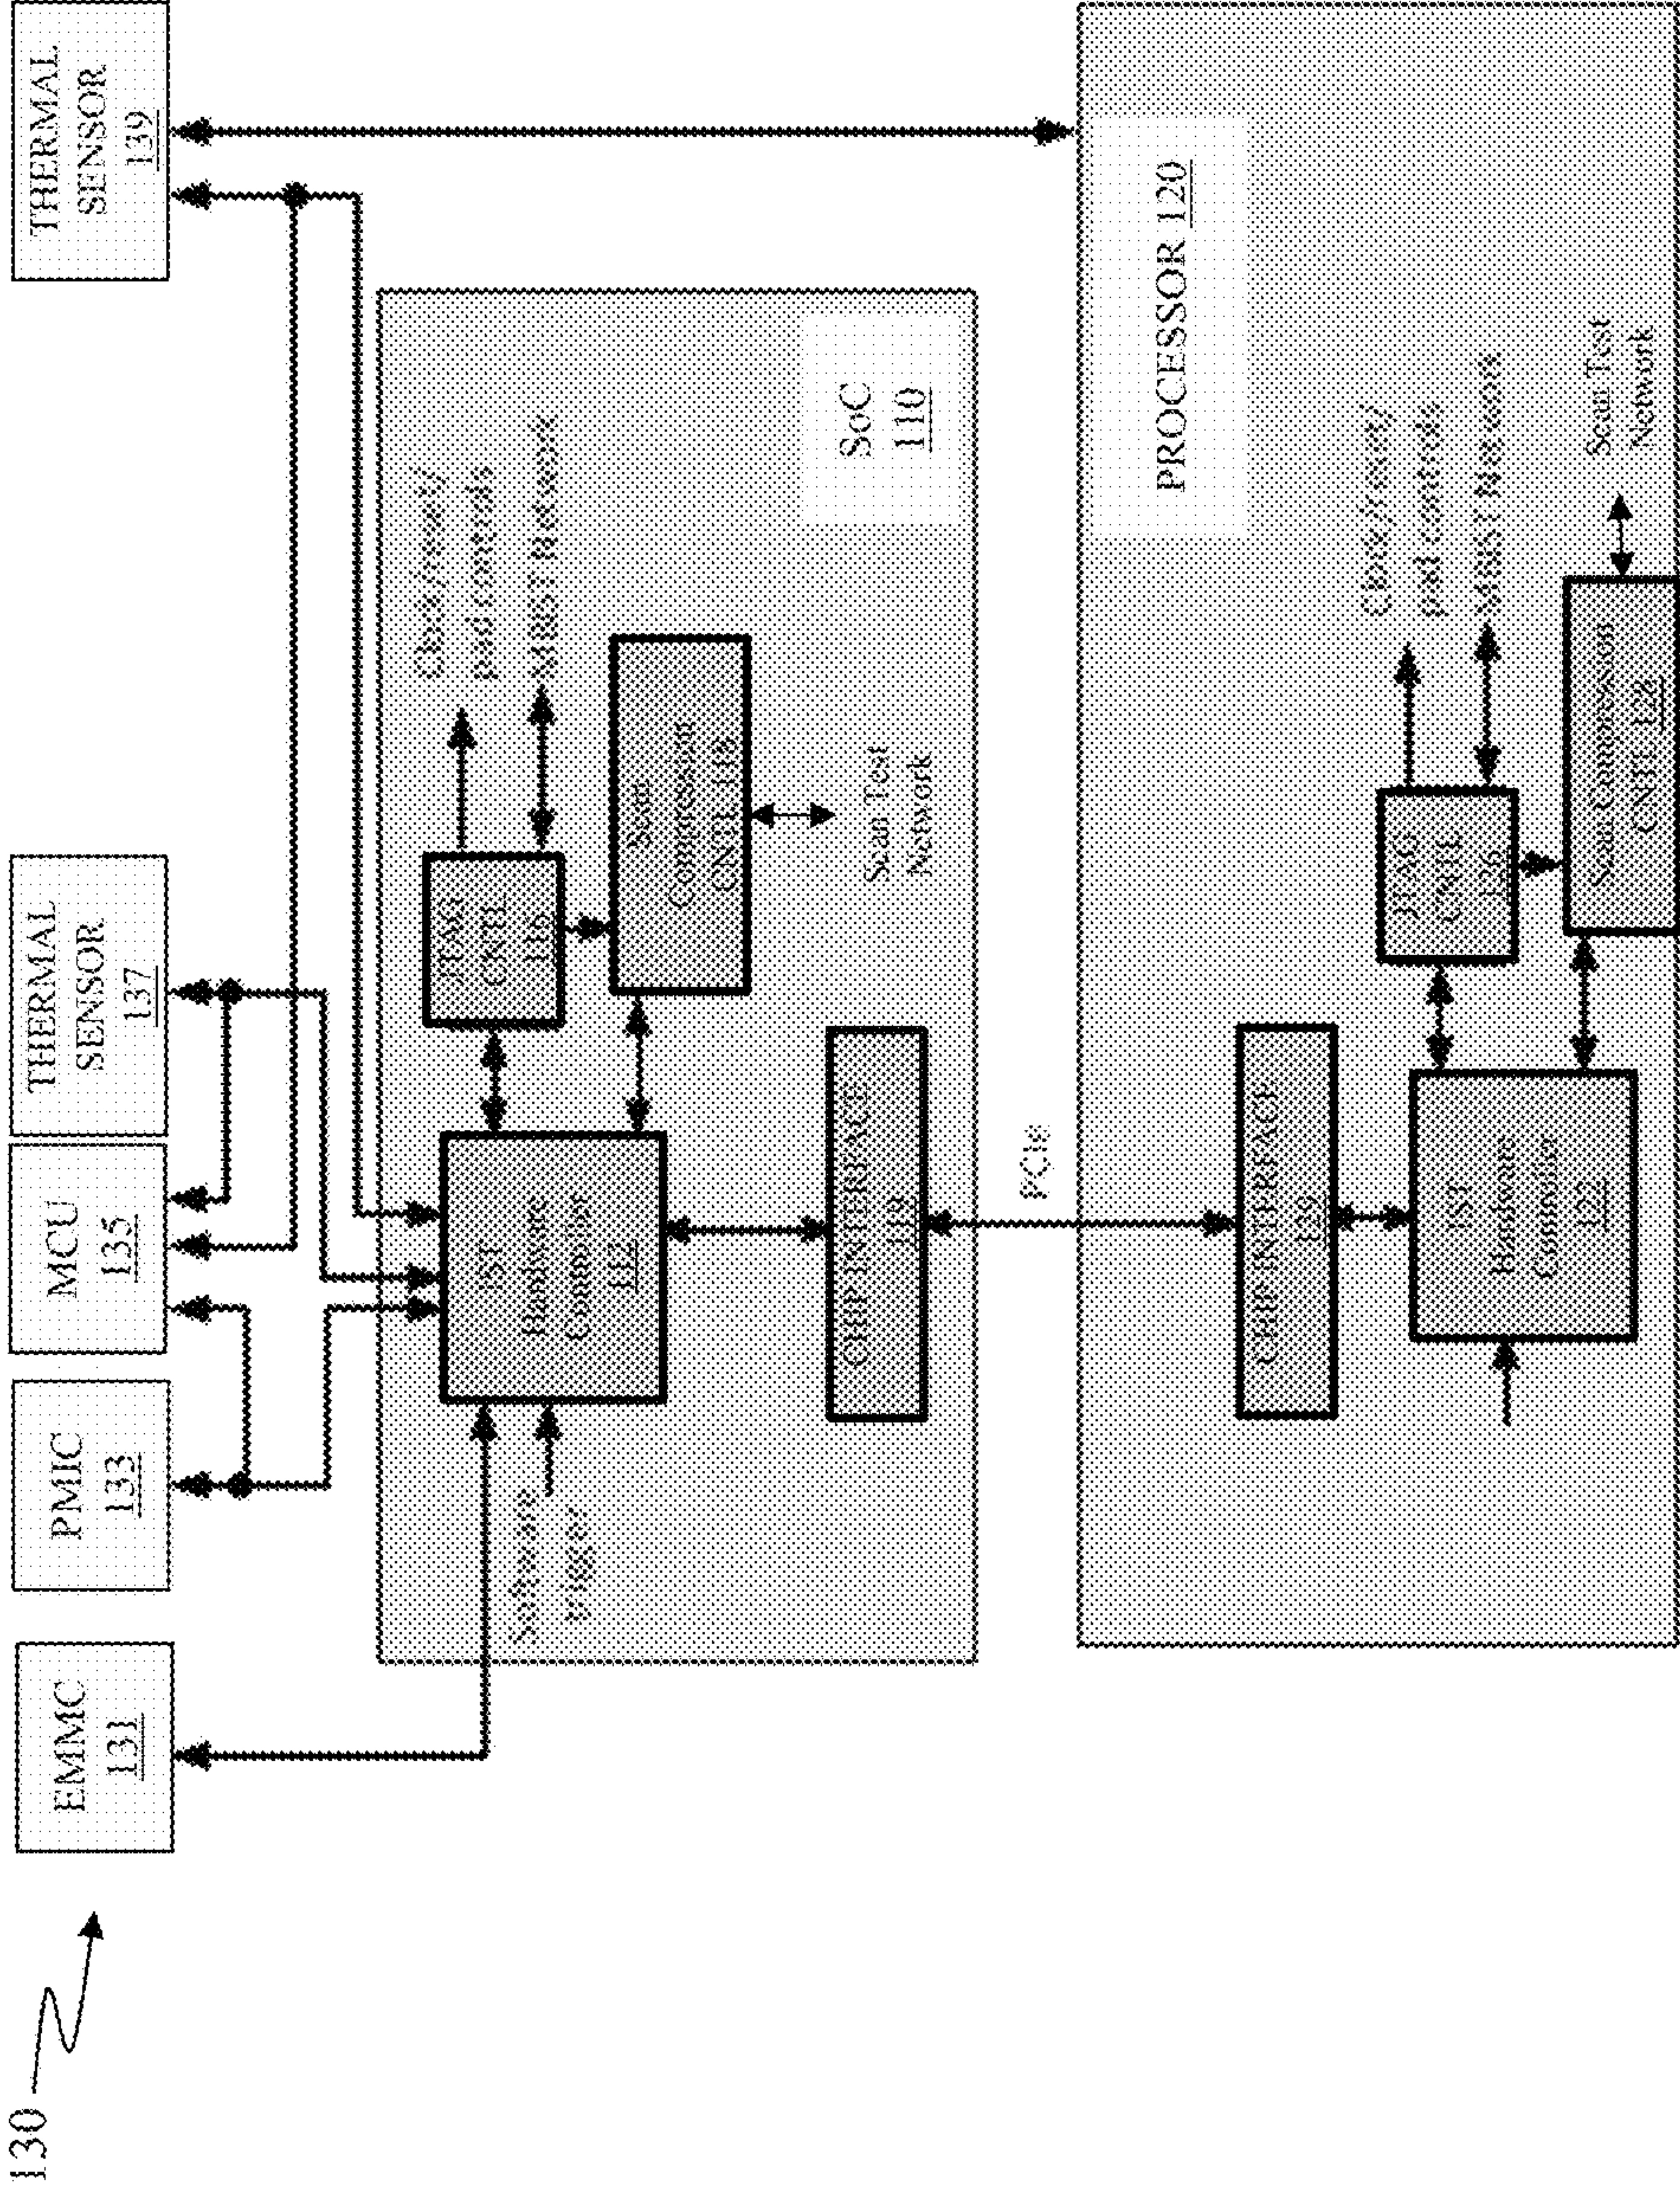 130
EMMC
131
PMIC
133
MCU
135
THERMAL
SENSOR
137
THERMAL
SENSOR
139
Software
trigger
IST
Hardware
Controller
112
JTAG
CNTL
116
Clock/reset/
pad controls
MBIST Network
Scan
Compression
CNTL 118
Scan Test
Network
CHIP INTERFACE
119
SoC
110
PCIe
PROCESSOR 120
CHIP INTERFACE
129
IST
Hardware
Controller
122
JTAG
CNTL
126
Clock/reset/
pad controls
MBIST Network
Scan Compression
CNTL 128
Scan Test
Network